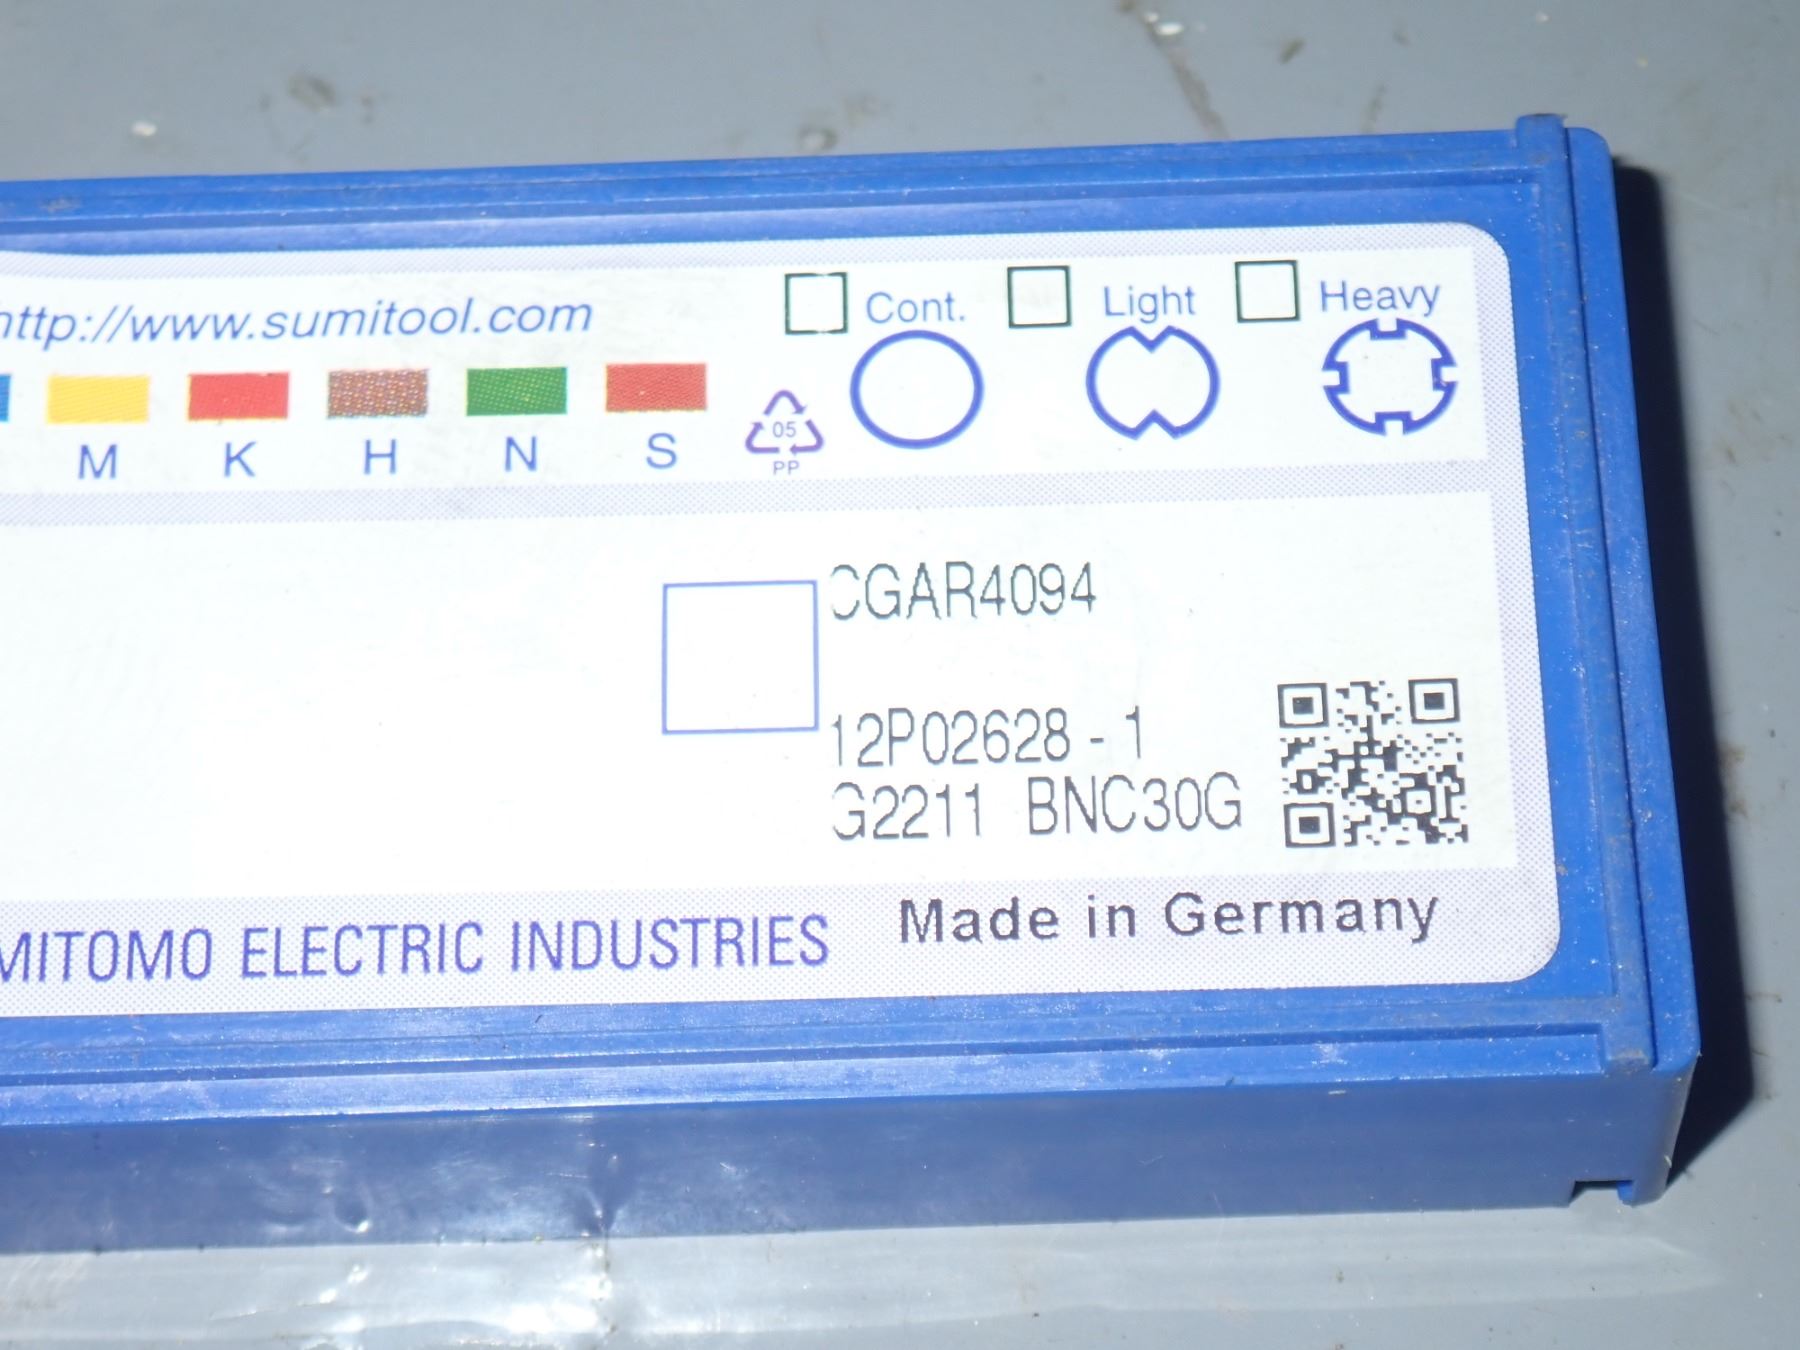 http://www.sumitool.com
Cont. Light Heavy
M K H N S
05
PP
CGAR4094
12P02628 - 1
G2211 BNC30G
MITOMO ELECTRIC INDUSTRIES
Made in Germany